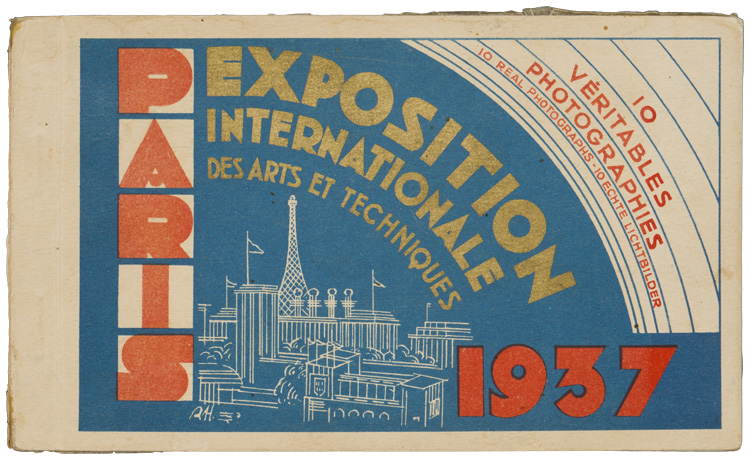 PARIS
EXPOSITION
INTERNATIONALE
DES ARTS ET TECHNIQUES
10
VÉRITABLES
PHOTOGRAPHIES
10 REAL PHOTOGRAPHS - 10 ECHTE LICHTBILDER
1937